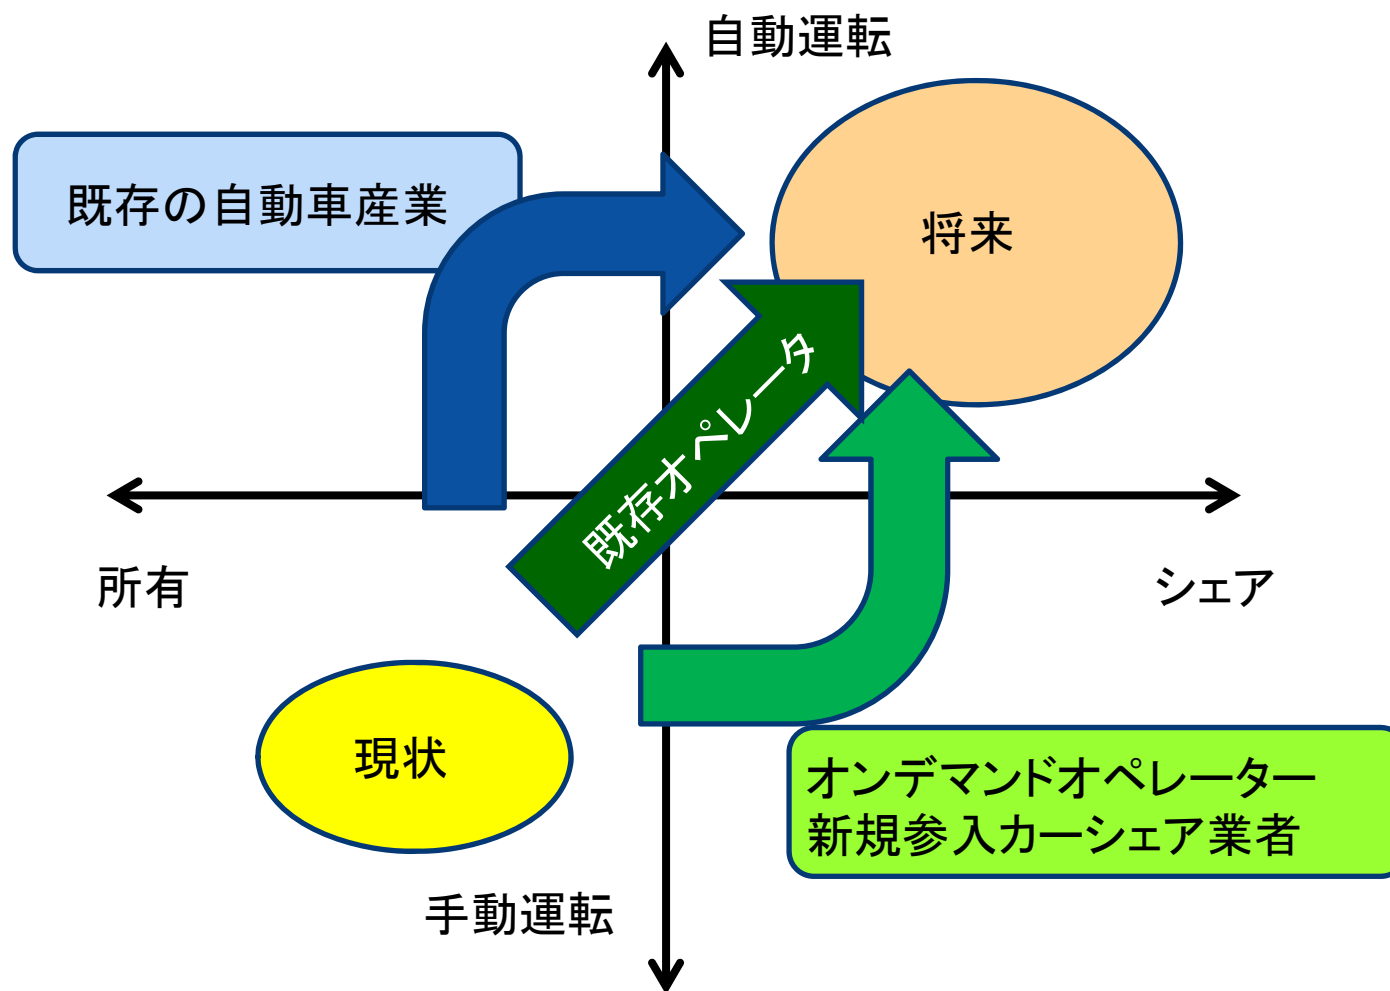 自動運転
既存の自動車産業
将来
既存オペレータ
所有
シェア
現状
オンデマンドオペレーター
新規参入カーシェア業者
手動運転